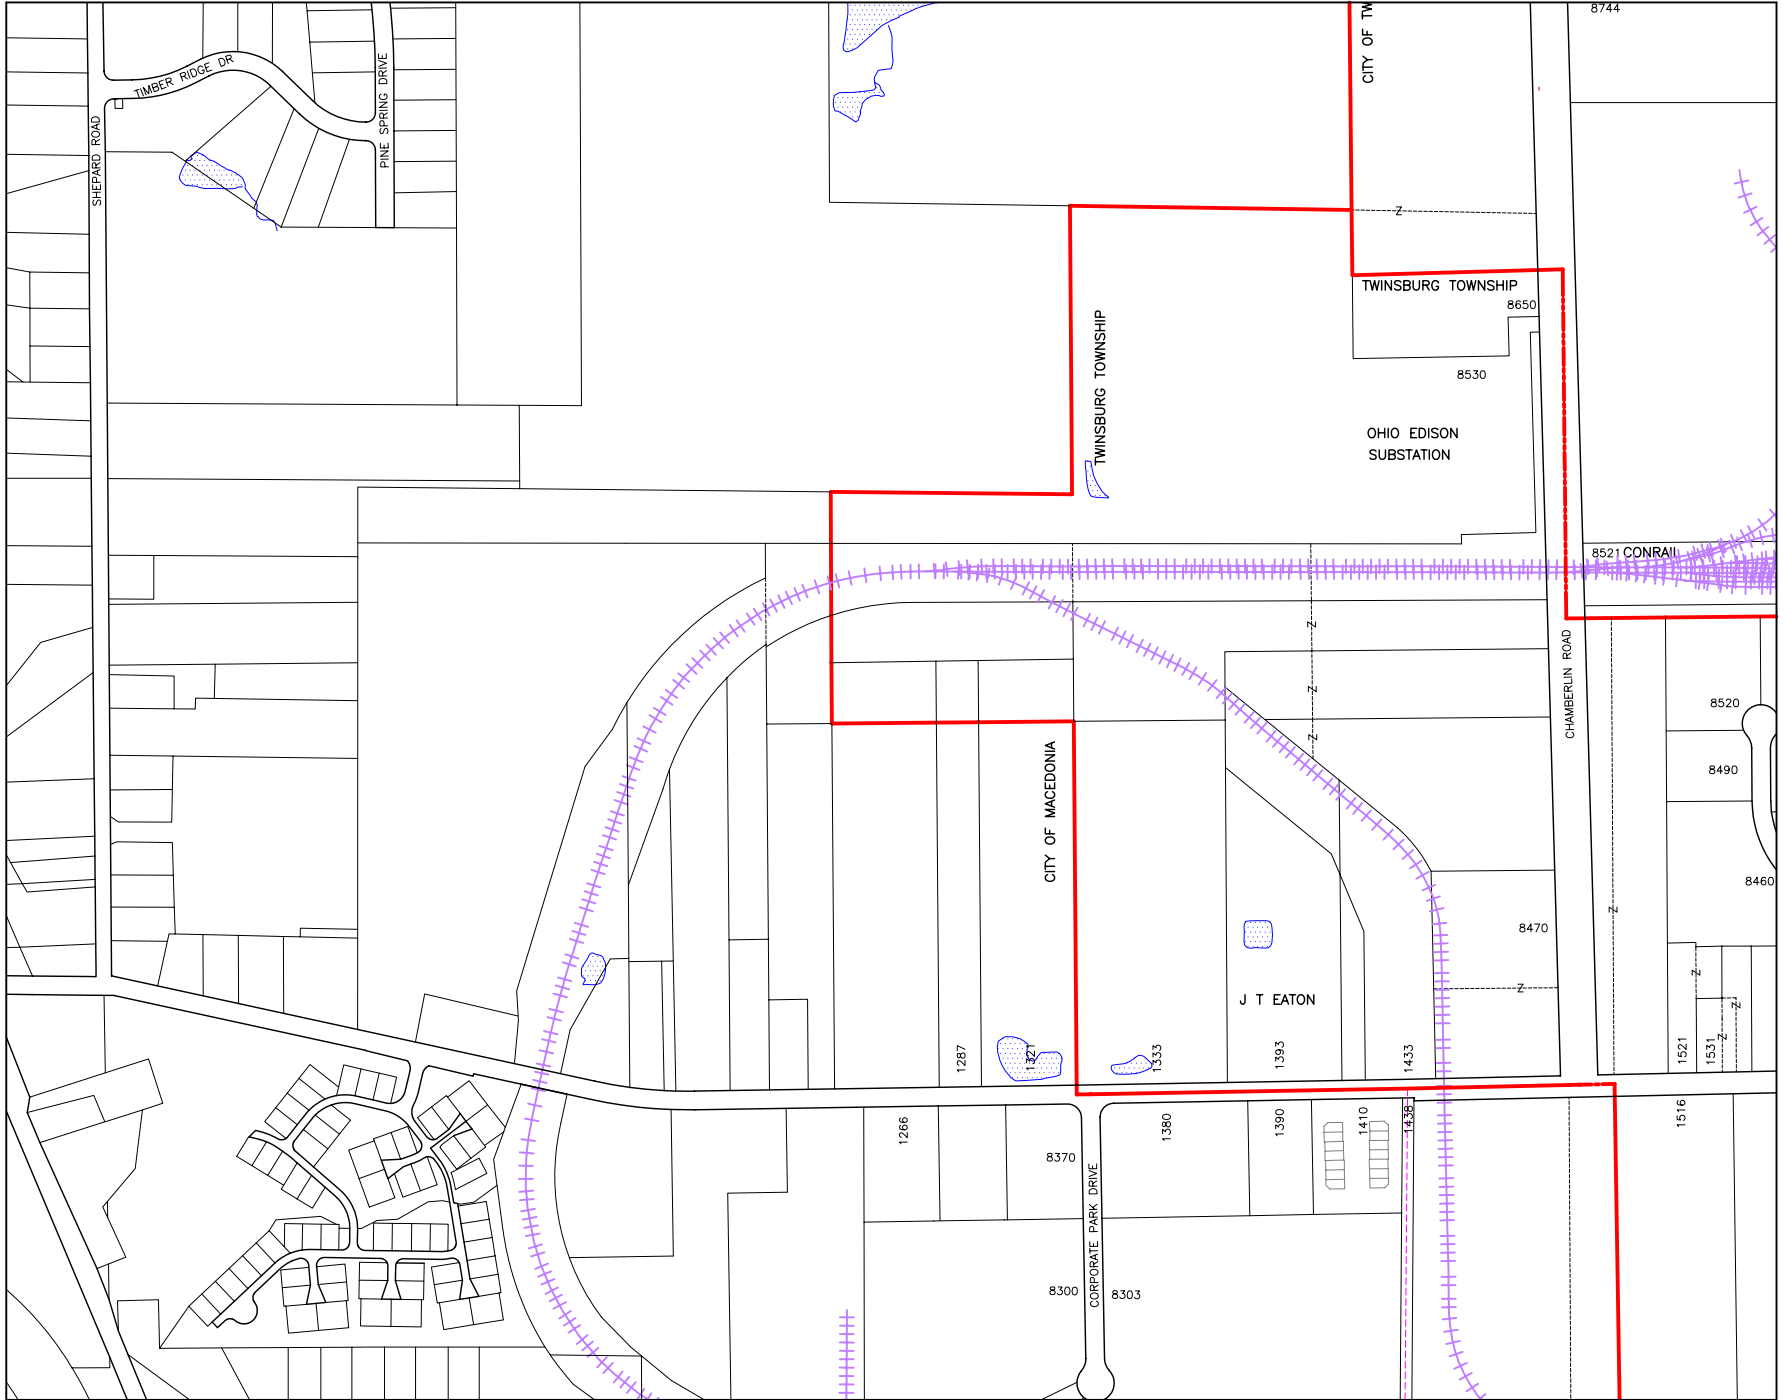 8744
CITY OF TW
TIMBER RIDGE DR
PINE SPRING DRIVE
SHEPARD ROAD
Z
TWINSBURG TOWNSHIP
8650
TWINSBURG TOWNSHIP
8530
OHIO EDISON
SUBSTATION
8521 CONRAIL
Z
CHAMBERLIN ROAD
Z
8520
Z
CITY OF MACEDONIA
8490
8460
Z
8470
Z
Z
J T EATON
Z
Z
1287
1321
1333
1393
1433
1521
1531
1266
1380
1390
1410
1438
1516
8370
CORPORATE PARK DRIVE
8300
8303